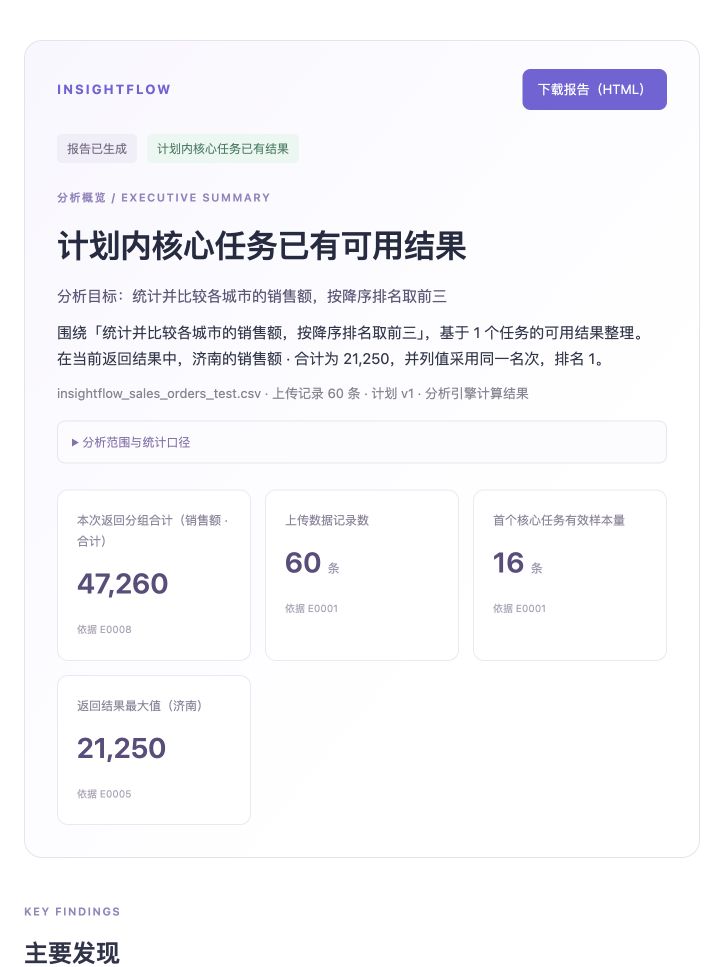 INSIGHTFLOW
下载报告（HTML）
报告已生成
计划内核心任务已有结果
分析概览 / EXECUTIVE SUMMARY
计划内核心任务已有可用结果
分析目标：统计并比较各城市的销售额，按降序排名取前三
围绕「统计并比较各城市的销售额，按降序排名取前三」，基于 1 个任务的可用结果整理。
在当前返回结果中，济南的销售额 · 合计为 21,250，并列值采用同一名次，排名 1。
insightflow_sales_orders_test.csv · 上传记录 60 条 · 计划 v1 · 分析引擎计算结果
▸ 分析范围与统计口径
本次返回分组合计（销售额 ·
合计）
47,260
依据 E0008
上传数据记录数
60 条
依据 E0001
首个核心任务有效样本量
16 条
依据 E0001
返回结果最大值（济南）
21,250
依据 E0005
KEY FINDINGS
主要发现